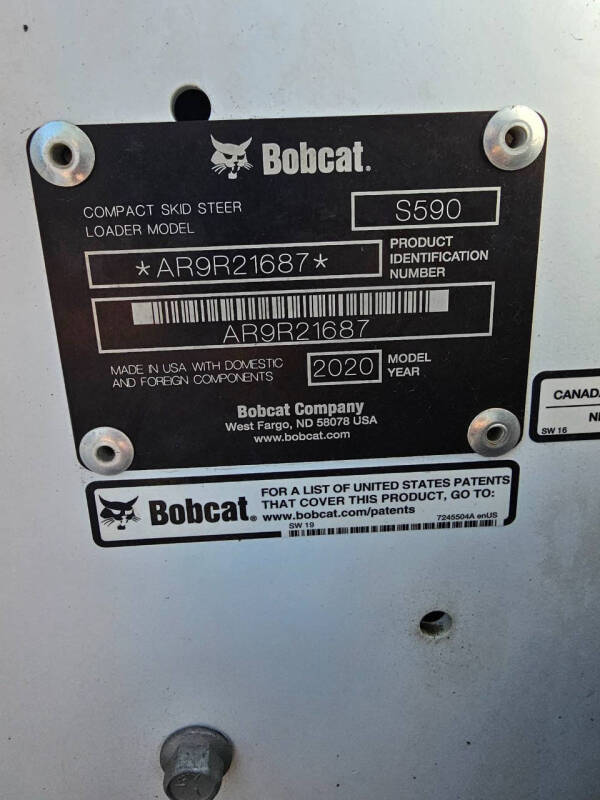 Bobcat.
COMPACT SKID STEER
LOADER MODEL
S590
*AR9R21687*
PRODUCT
IDENTIFICATION
NUMBER
AR9R21687
MADE IN USA WITH DOMESTIC
AND FOREIGN COMPONENTS
2020
MODEL
YEAR
Bobcat Company
West Fargo, ND 58078 USA
www.bobcat.com
CANADA
SW 16
Bobcat.
FOR A LIST OF UNITED STATES PATENTS
THAT COVER THIS PRODUCT, GO TO:
www.bobcat.com/patents
SW 19
7245504A enUS